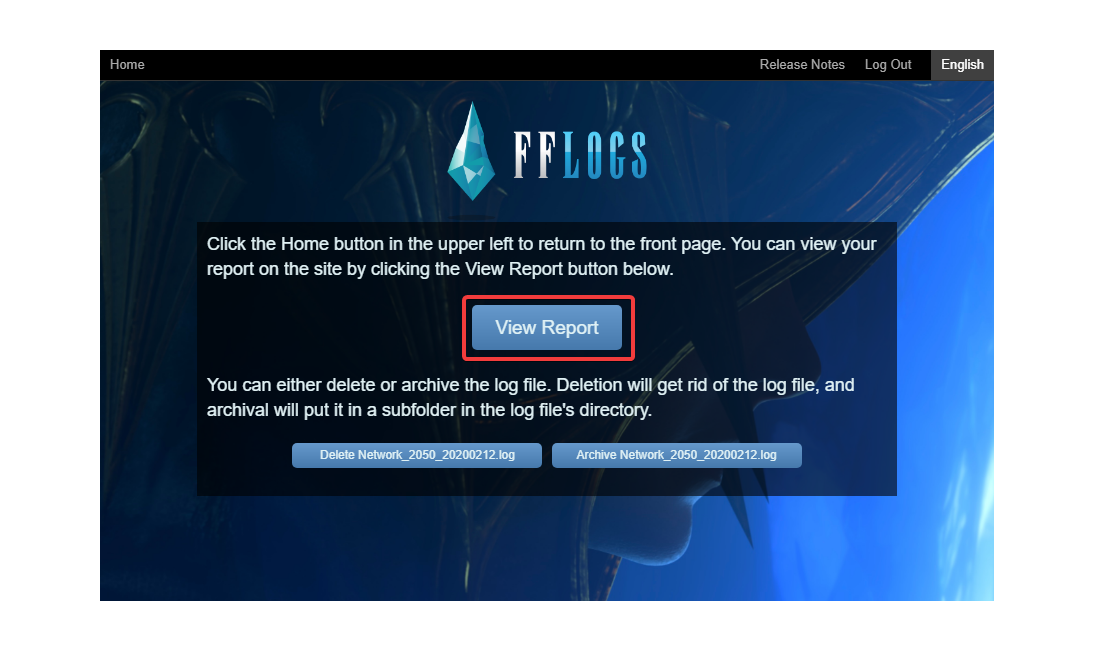 Home
Release Notes
Log Out
English
FFLOGS
Click the Home button in the upper left to return to the front page. You can view your
report on the site by clicking the View Report button below.
View Report
You can either delete or archive the log file. Deletion will get rid of the log file, and
archival will put it in a subfolder in the log file's directory.
Delete Network_2050_20200212.log
Archive Network_2050_20200212.log